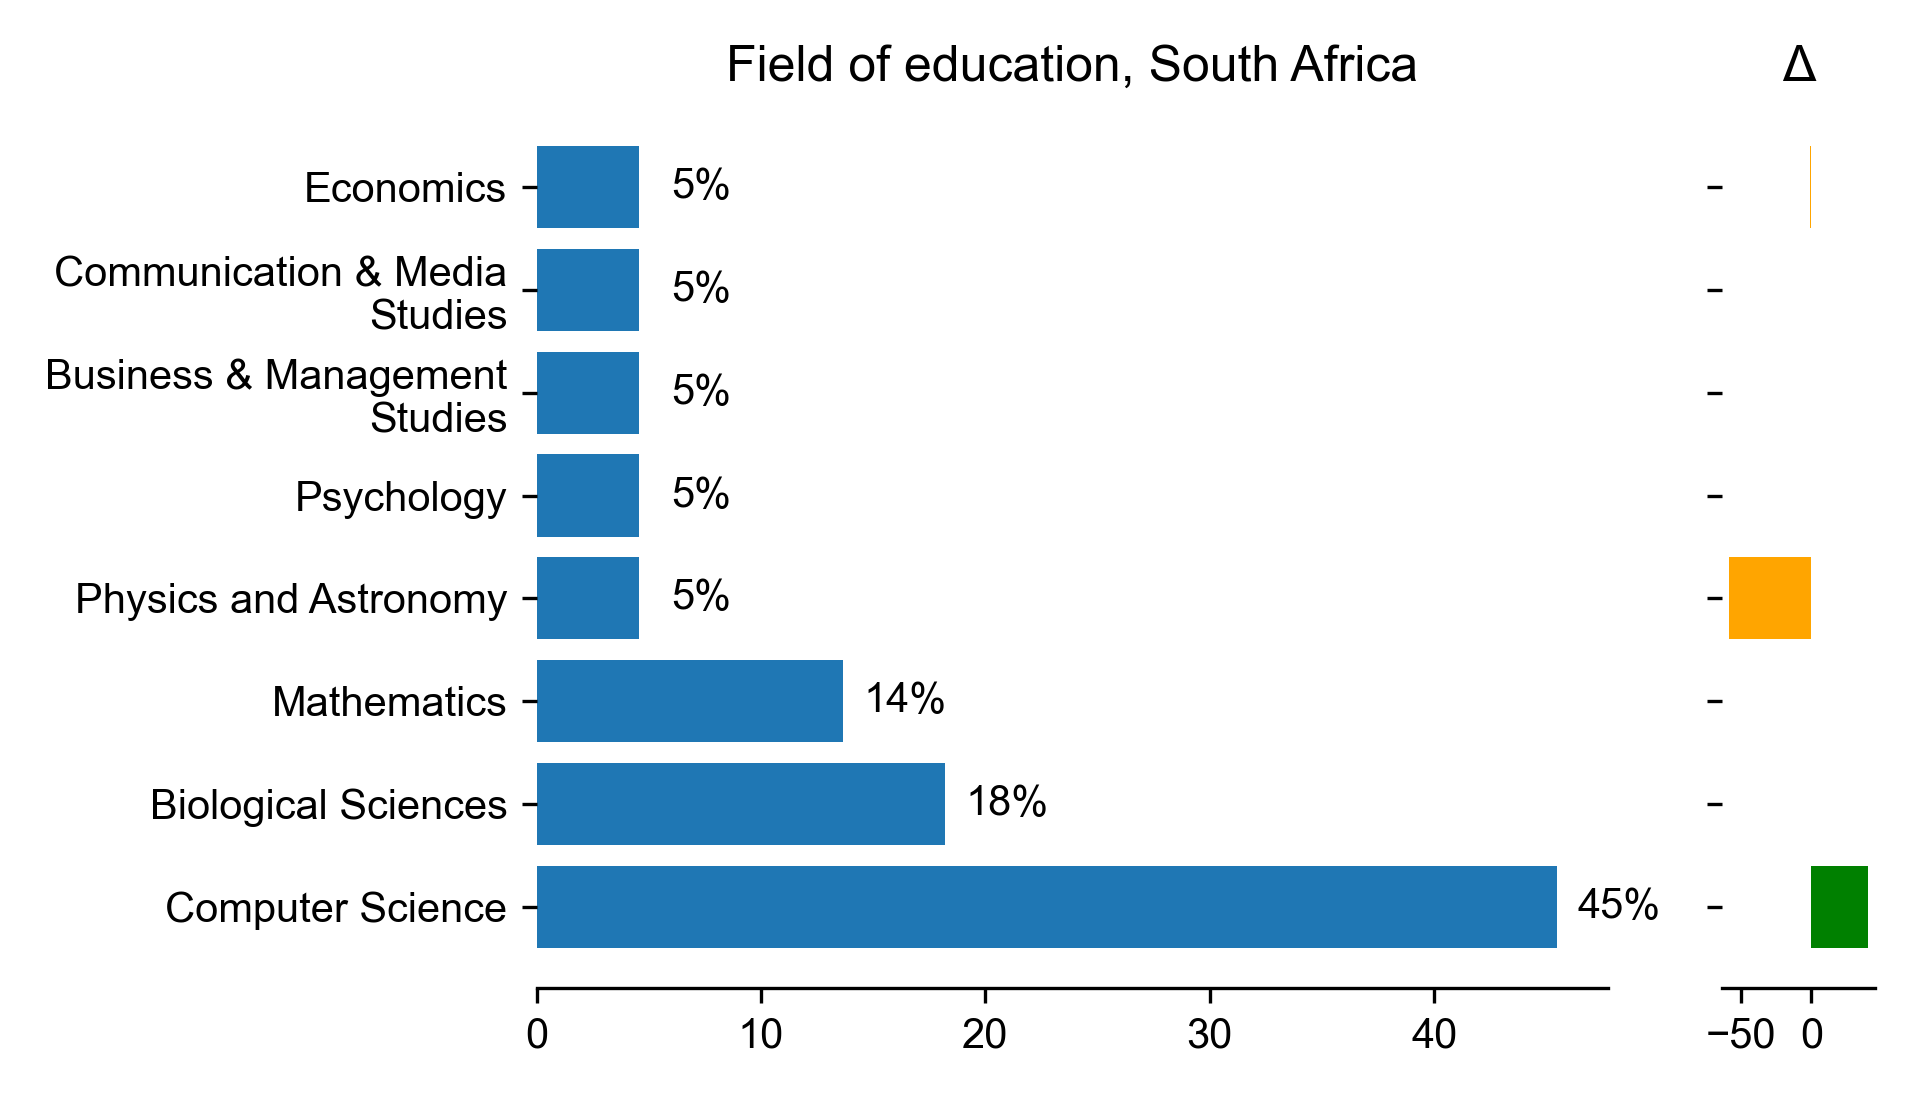 Field of education, South Africa
Δ
Economics
5%
Communication & Media
Studies
5%
Business & Management
Studies
5%
Psychology
5%
Physics and Astronomy
5%
Mathematics
14%
Biological Sciences
18%
Computer Science
45%
0
10
20
30
40
−50
0